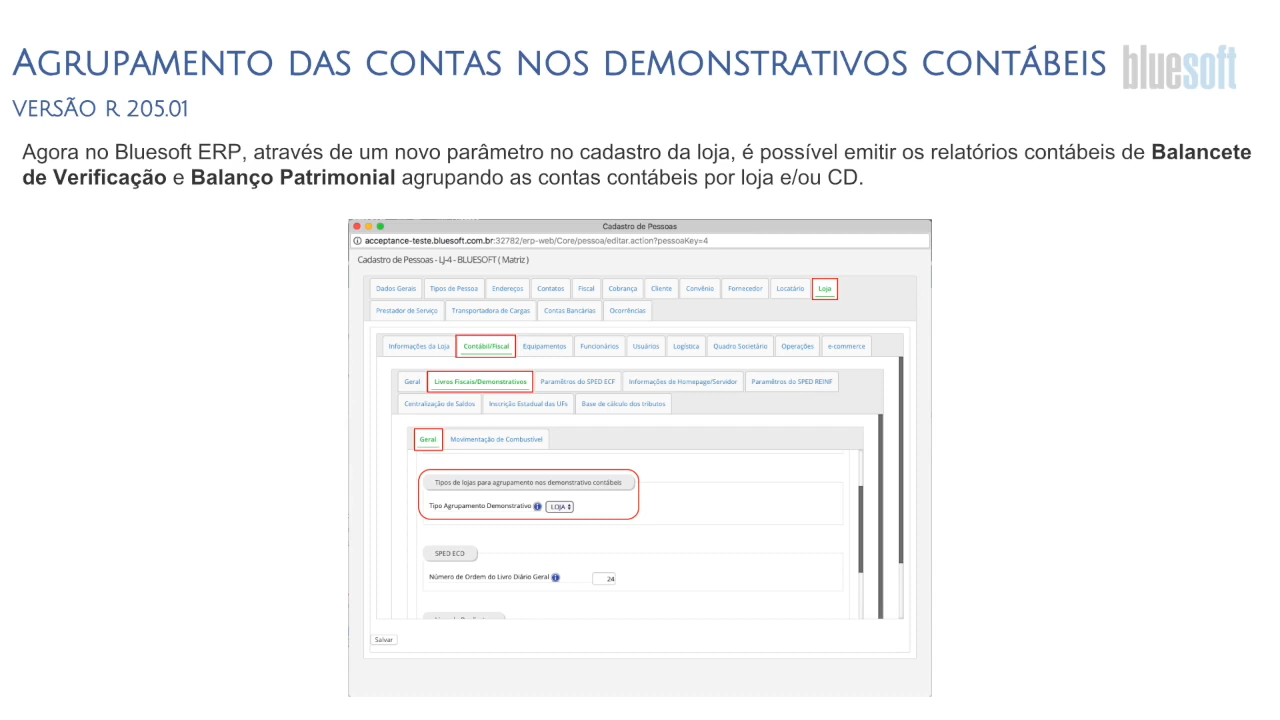 AGRUPAMENTO DAS CONTAS NOS DEMONSTRATIVOS CONTÁBEIS
bluesoft
VERSÃO R 205.01
Agora no Bluesoft ERP, através de um novo parâmetro no cadastro da loja, é possível emitir os relatórios contábeis de Balancete
de Verificação e Balanço Patrimonial agrupando as contas contábeis por loja e/ou CD.
Cadastro de Pessoas
acceptance-teste.bluesoft.com.br:32782/erp-web/Core/pessoa/editar.action?pessoaKey=4
Cadastro de Pessoas - LJ-4 - BLUESOFT ( Matriz )
Dados Gerais Tipos de Pessoa Endereços Contatos Fiscal Cobrança Cliente Convênio Fornecedor Locatário Loja
Prestador de Serviço Transportadora de Cargas Contas Bancárias Ocorrências
Informações da Loja Contábil/Fiscal Equipamentos Funcionários Usuários Logística Quadro Societário Operações e-commerce
Geral Livros Fiscais/Demonstrativos Paramêtros do SPED ECF Informações de Homepage/Servidor Paramêtros do SPED REINF
Centralização de Saldos Inscrição Estadual das UFs Base de cálculo dos tributos
Geral Movimentação de Combustível
Tipos de lojas para agrupamento nos demonstrativo contábeis
Tipo Agrupamento Demonstrativo LOJA
SPED ECD
Número de Ordem do Livro Diário Geral 24
Salvar